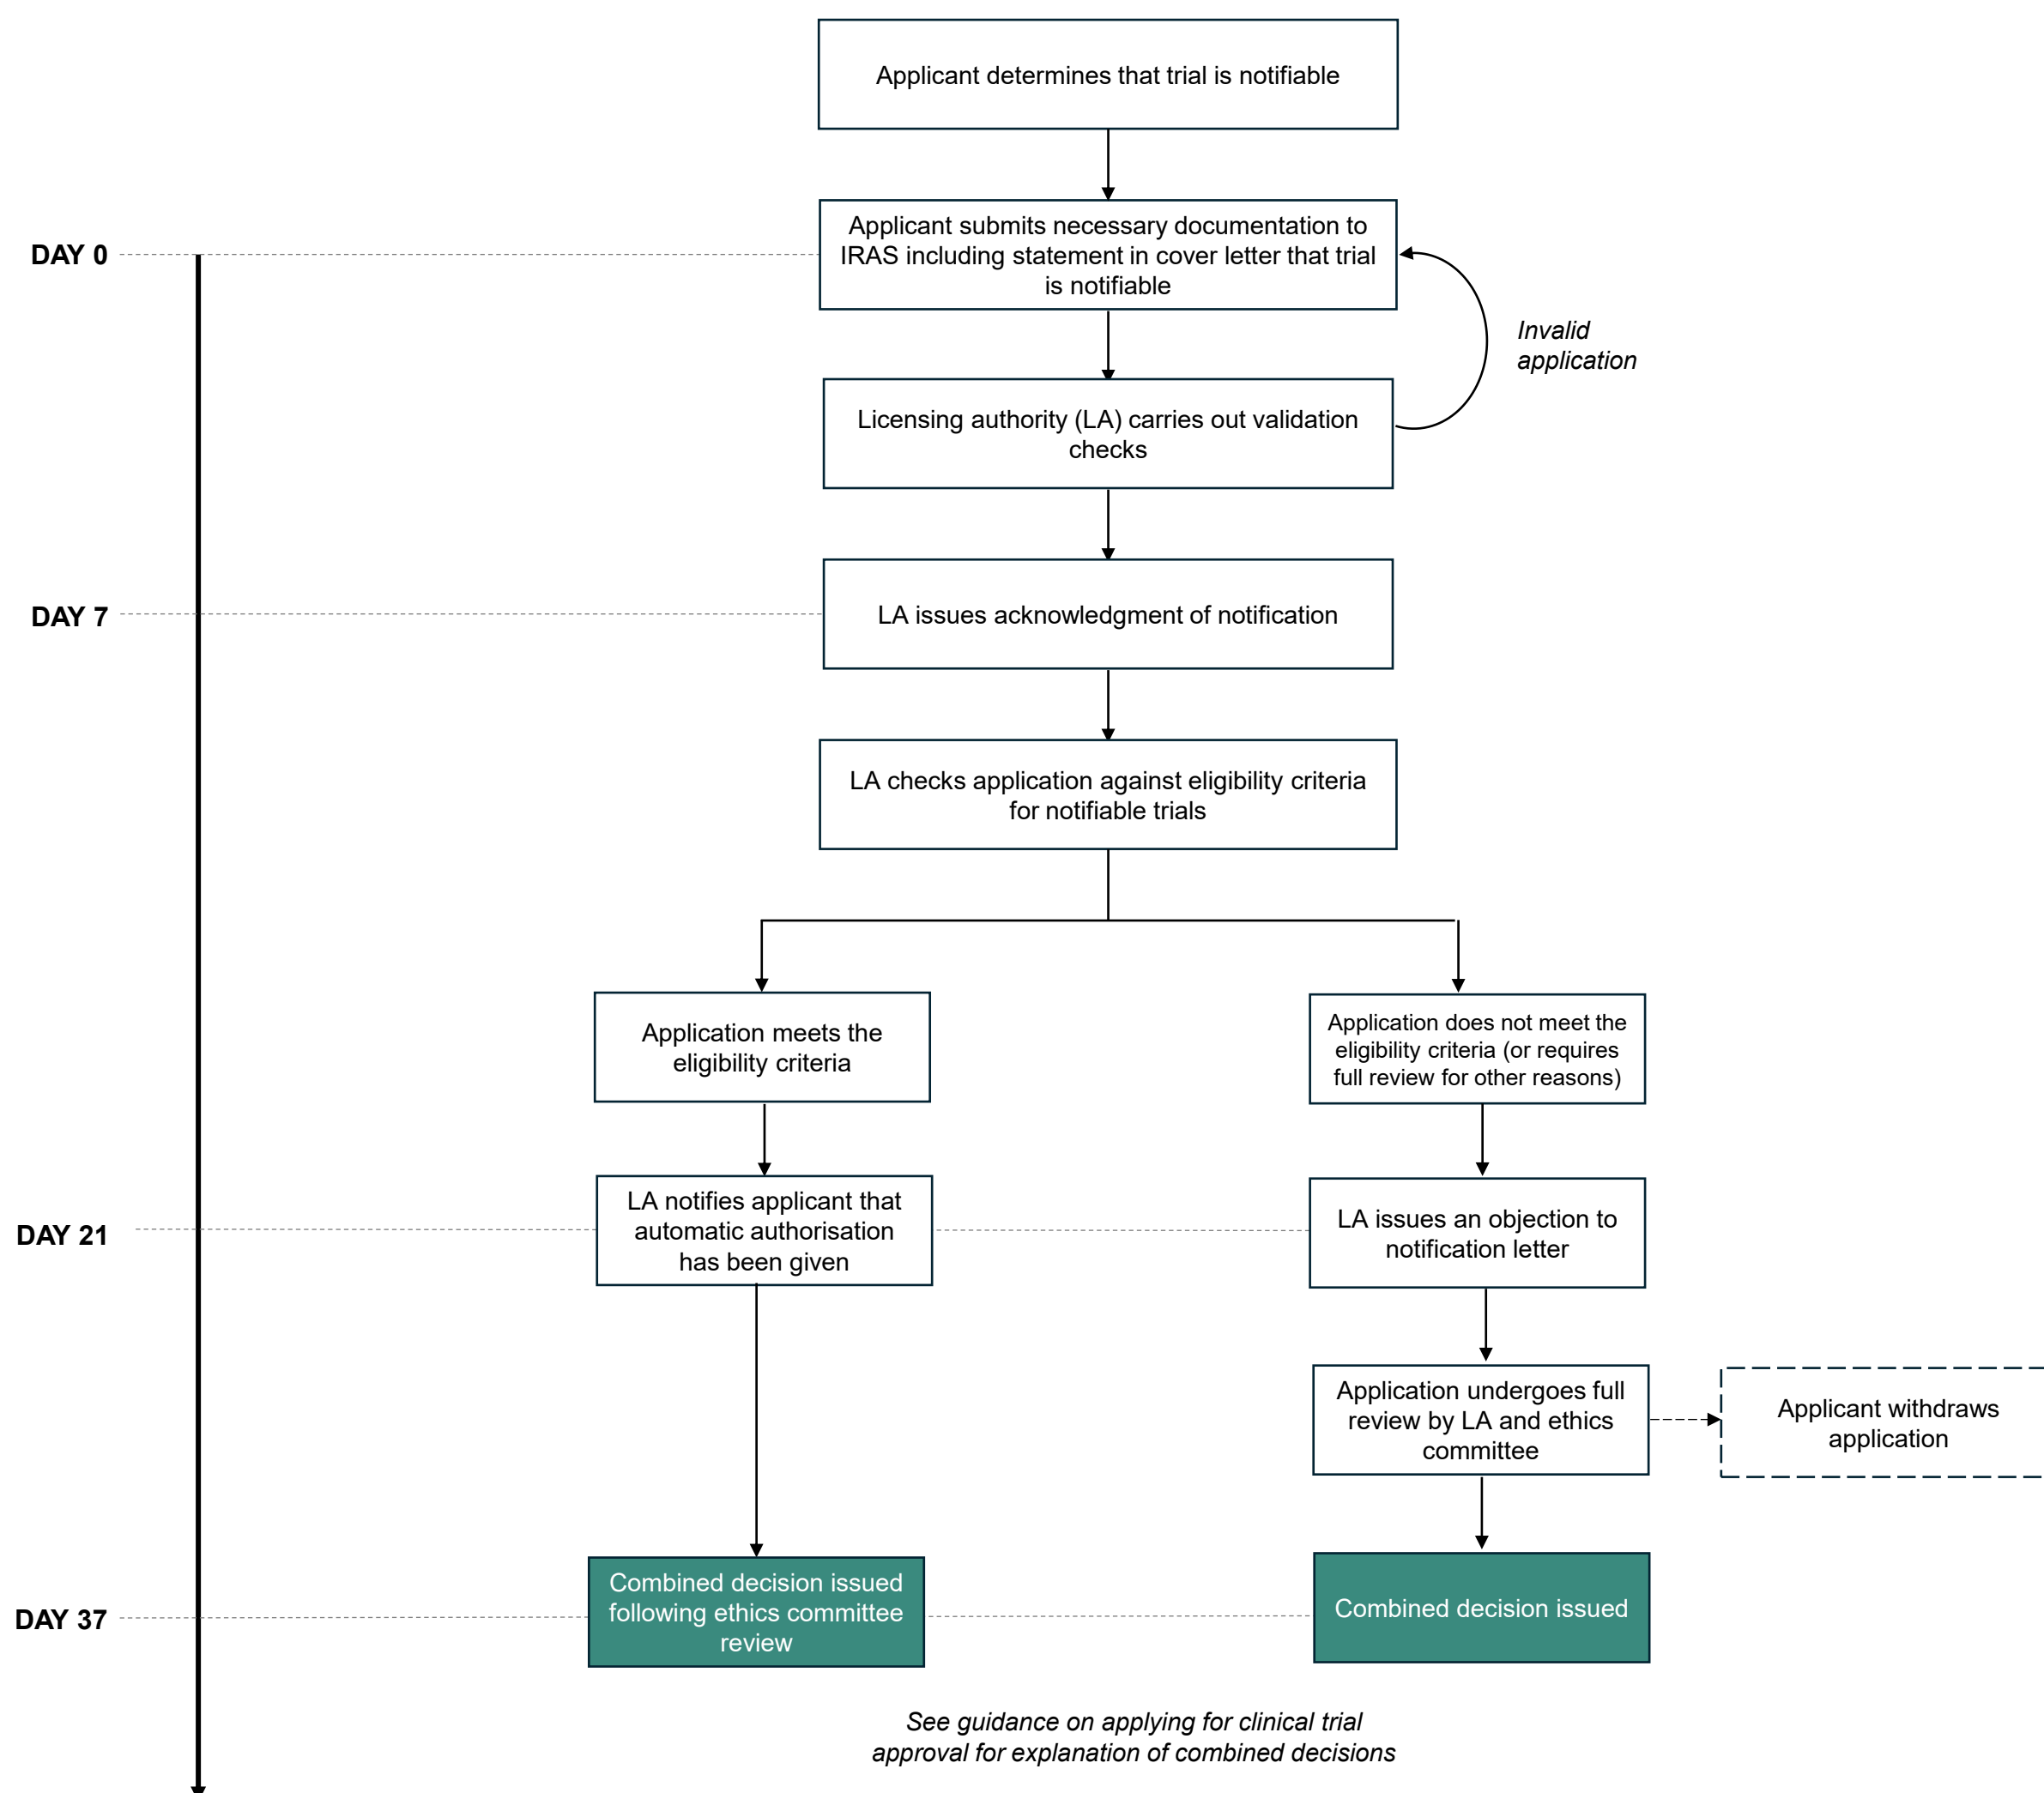 Applicant determines that trial is notifiable
DAY 0
Applicant submits necessary documentation to
IRAS including statement in cover letter that trial
is notifiable
Invalid
application
Licensing authority (LA) carries out validation
checks
DAY 7
LA issues acknowledgment of notification
LA checks application against eligibility criteria
for notifiable trials
Application meets the
eligibility criteria
Application does not meet the
eligibility criteria (or requires
full review for other reasons)
DAY 21
LA notifies applicant that
automatic authorisation
has been given
LA issues an objection to
notification letter
Application undergoes full
review by LA and ethics
committee
Applicant withdraws
application
DAY 37
Combined decision issued
following ethics committee
review
Combined decision issued
See guidance on applying for clinical trial
approval for explanation of combined decisions